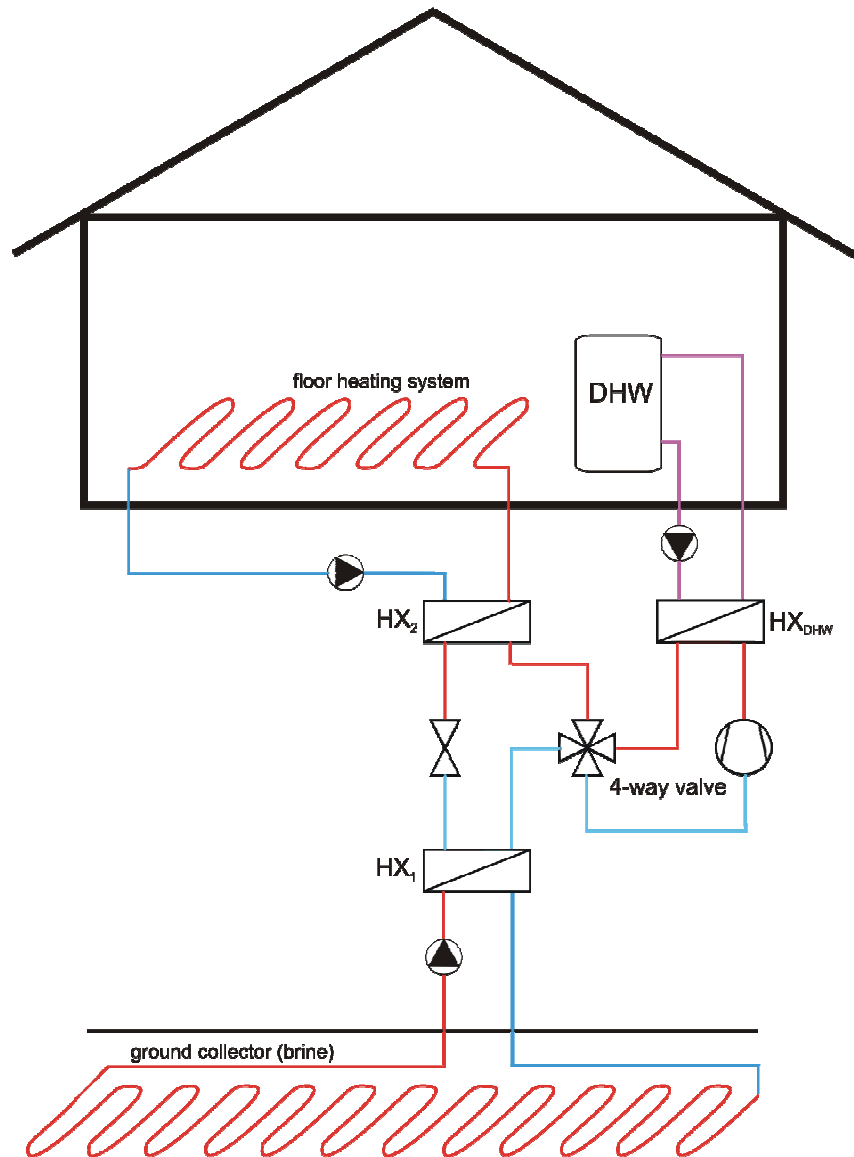 floor heating system
DHW
HX2
HXDHW
4-way valve
HX1
ground collector (brine)